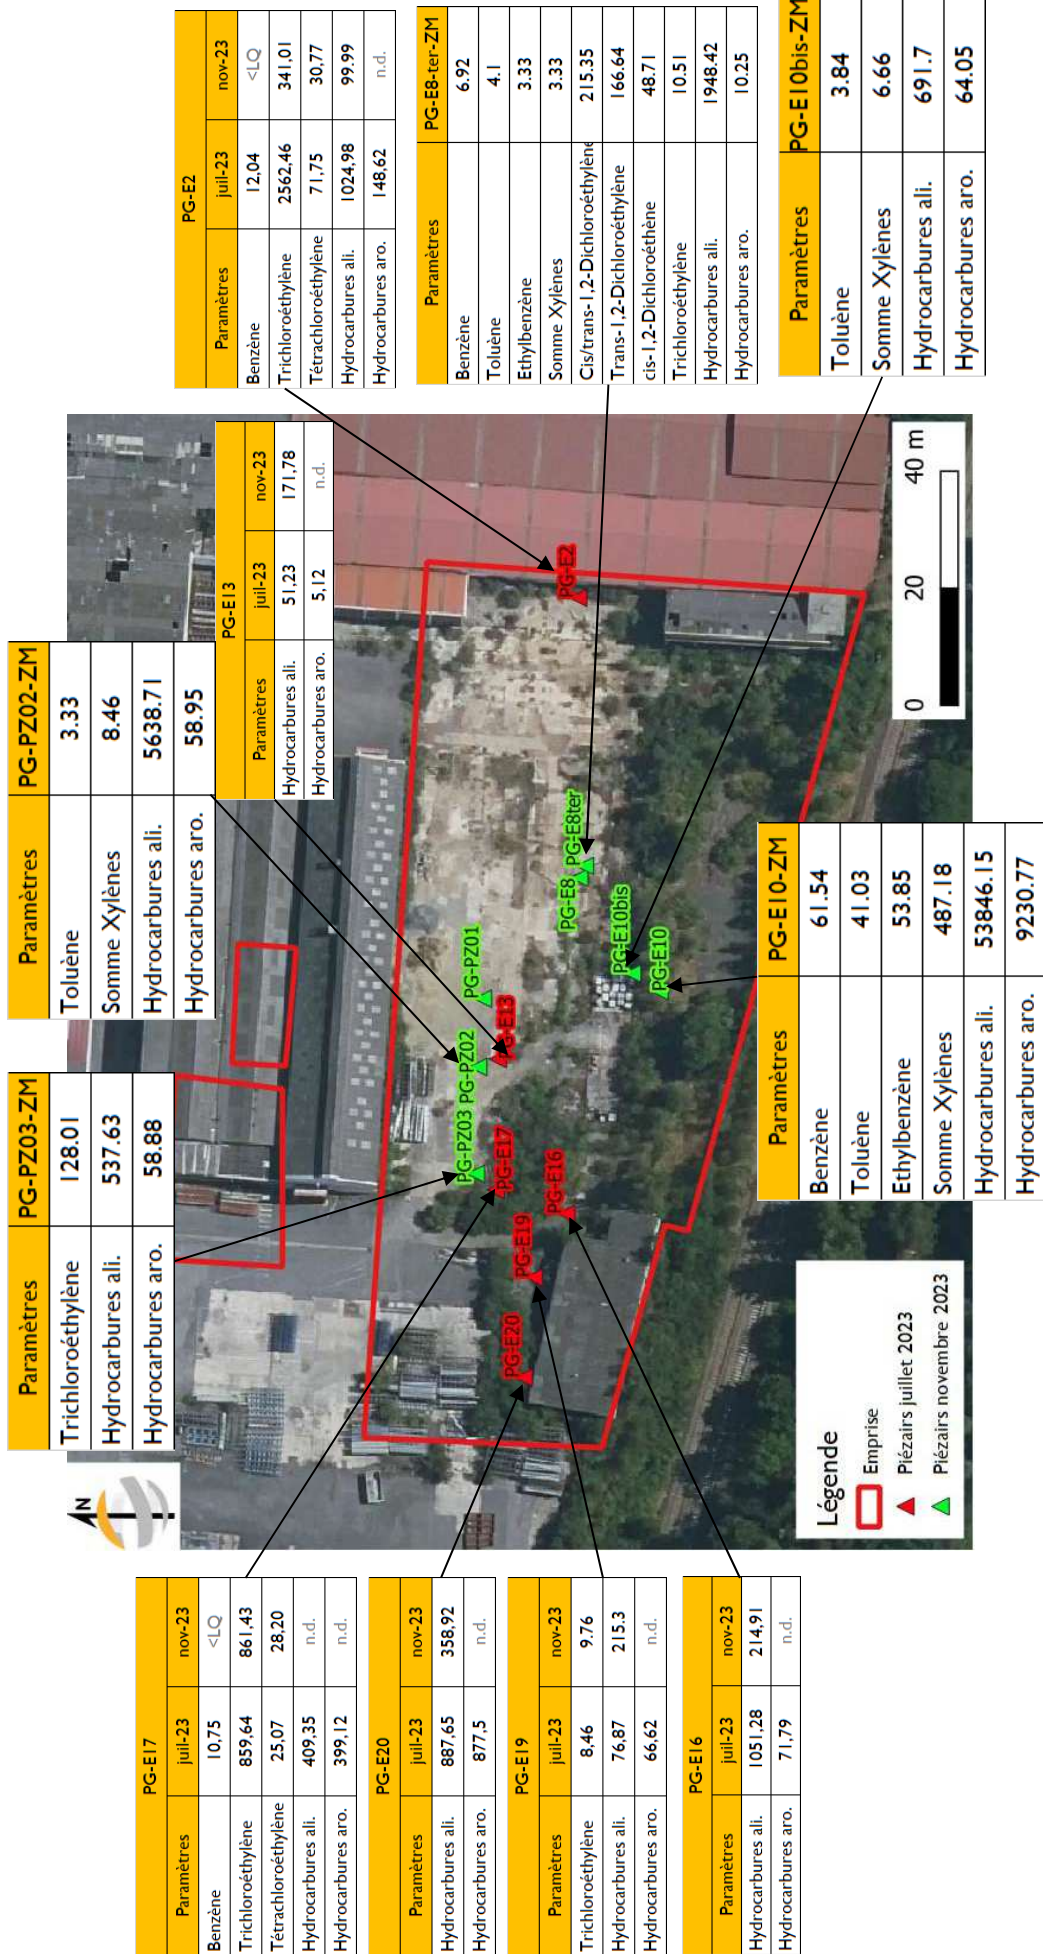 Paramètres PG-PZ03-ZM
Trichloroéthylène 128.01
Hydrocarbures ali. 537.63
Hydrocarbures aro. 58.88
Paramètres PG-PZ02-ZM
Toluène 3.33
Somme Xylènes 8.46
Hydrocarbures ali. 5638.71
Hydrocarbures aro. 58.95
PG-E13
Paramètres juil-23 nov-23
Hydrocarbures ali. 51,23 171,78
Hydrocarbures aro. 5,12 n.d.
PG-E2
Paramètres juil-23 nov-23
Benzène 12,04 <LQ
Trichloroéthylène 2562,46 341,01
Tétrachloroéthylène 71,75 30,77
Hydrocarbures ali. 1024,98 99.99
Hydrocarbures aro. 148,62 n.d.
Paramètres PG-E8-ter-ZM
Benzène 6.92
Toluène 4.1
Ethylbenzène 3.33
Somme Xylènes 3.33
Cis/trans-1,2-Dichloroéthylène 215.35
Trans-1,2-Dichloroéthylène 166.64
cis-1,2-Dichloroéthène 48.71
Trichloroéthylène 10.51
Hydrocarbures ali. 1948.42
Hydrocarbures aro. 10.25
Paramètres PG-E10bis-ZM
Toluène 3.84
Somme Xylènes 6.66
Hydrocarbures ali. 691.7
Hydrocarbures aro. 64.05
PG-E17
Paramètres juil-23 nov-23
Benzène 10,75 <LQ
Trichloroéthylène 859,64 861,43
Tétrachloroéthylène 25,07 28,20
Hydrocarbures ali. 409,35 n.d.
Hydrocarbures aro. 399,12 n.d.
PG-E20
Paramètres juil-23 nov-23
Hydrocarbures ali. 887,65 358,92
Hydrocarbures aro. 877,5 n.d.
PG-E19
Paramètres juil-23 nov-23
Trichloroéthylène 8,46 9.76
Hydrocarbures ali. 76,87 215.3
Hydrocarbures aro. 66,62 n.d.
PG-E16
Paramètres juil-23 nov-23
Hydrocarbures ali. 1051,28 214,91
Hydrocarbures aro. 71,79 n.d.
N
PG-PZ03
PG-PZ02
PG-PZ01
PG-E17
PG-E13
PG-E20
PG-E19
PG-E16
PG-E8
PG-E8ter
PG-E2
PG-E10bis
PG-E10
Paramètres PG-E10-ZM
Benzène 61.54
Toluène 41.03
Ethylbenzène 53.85
Somme Xylènes 487.18
Hydrocarbures ali. 53846.15
Hydrocarbures aro. 9230.77
Légende
Emprise
Piézairs juillet 2023
Piézairs novembre 2023
0 20 40 m